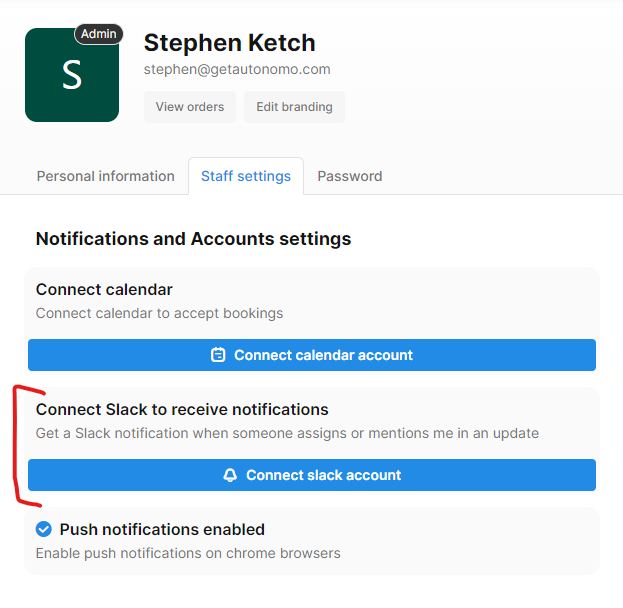 Admin
S
Stephen Ketch
stephen@getautonomo.com
View orders
Edit branding
Personal information
Staff settings
Password
Notifications and Accounts settings
Connect calendar
Connect calendar to accept bookings
Connect calendar account
Connect Slack to receive notifications
Get a Slack notification when someone assigns or mentions me in an update
Connect slack account
Push notifications enabled
Enable push notifications on chrome browsers